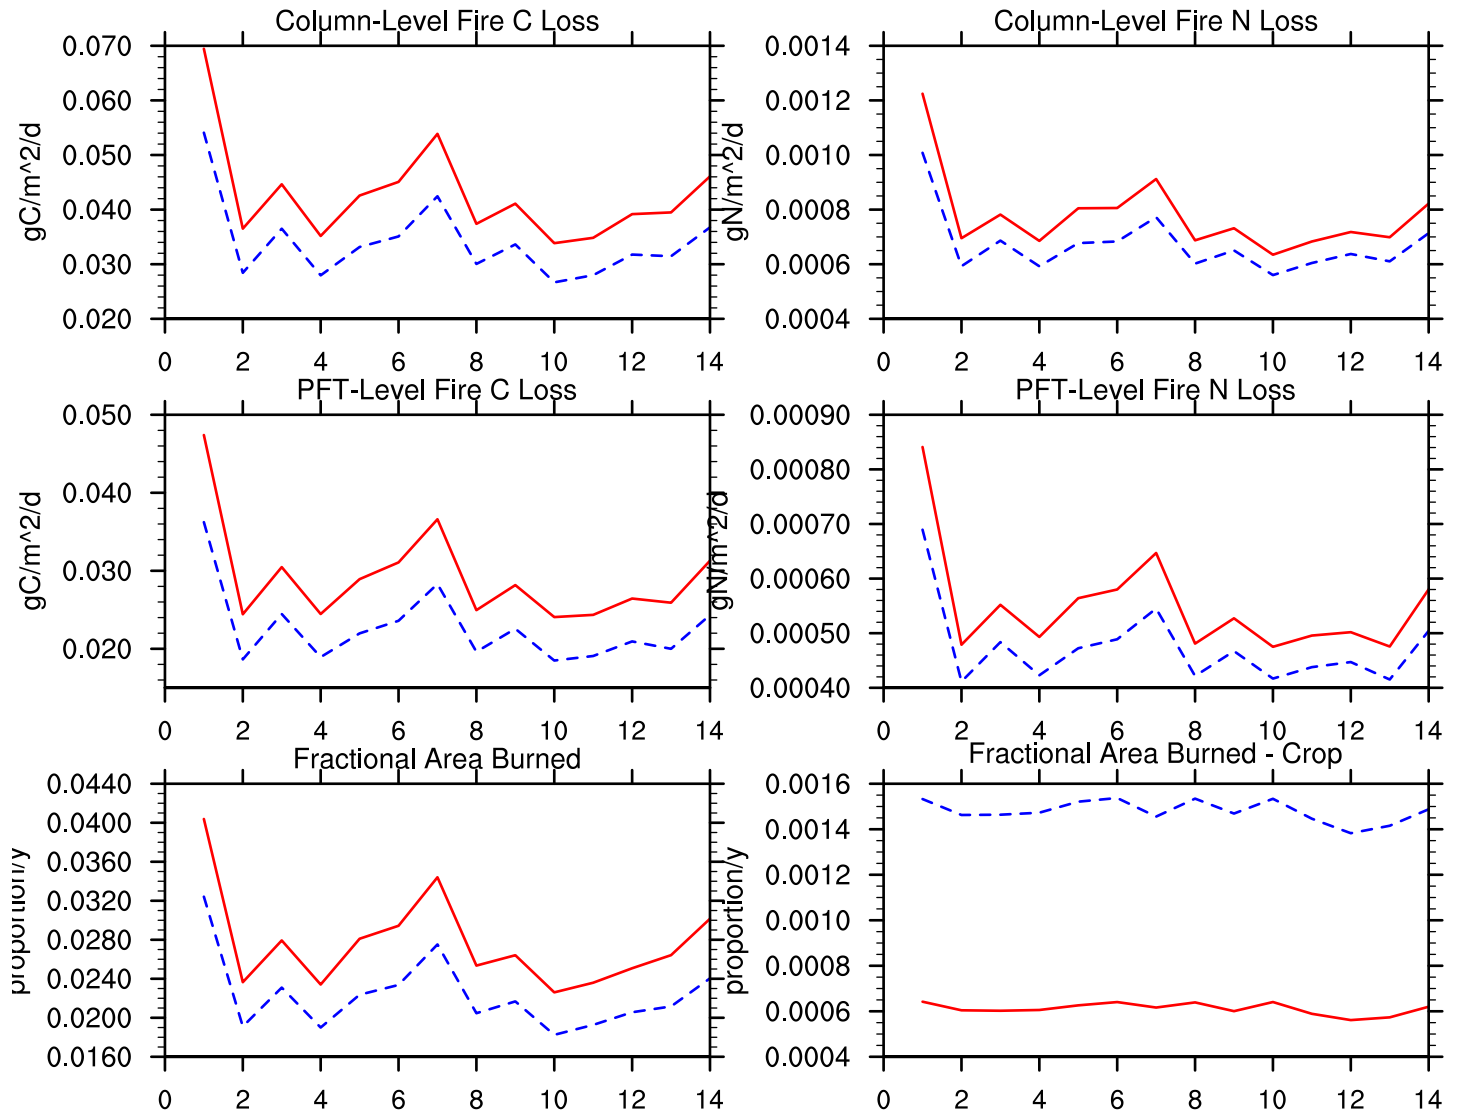 Column-Level Fire C Loss
gC/m^2/d
0.070
0.060
0.050
0.040
0.030
0.020
0 2 4 6 8 10 12 14
Column-Level Fire N Loss
gN/m^2/d
0.0014
0.0012
0.0010
0.0008
0.0006
0.0004
0 2 4 6 8 10 12 14
PFT-Level Fire C Loss
gC/m^2/d
0.050
0.040
0.030
0.020
0 2 4 6 8 10 12 14
PFT-Level Fire N Loss
gN/m^2/d
0.00090
0.00080
0.00070
0.00060
0.00050
0.00040
0 2 4 6 8 10 12 14
Fractional Area Burned
proportion/y
0.0440
0.0400
0.0360
0.0320
0.0280
0.0240
0.0200
0.0160
0 2 4 6 8 10 12 14
Fractional Area Burned - Crop
proportion/y
0.0016
0.0014
0.0012
0.0010
0.0008
0.0006
0.0004
0 2 4 6 8 10 12 14